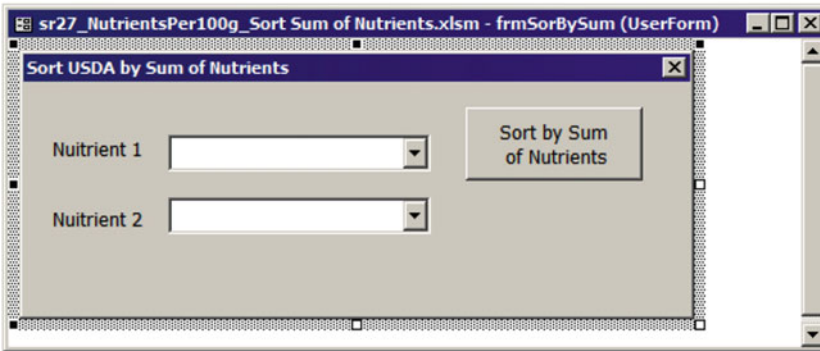 sr27_NutrientsPer100g_Sort Sum of Nutrients.xlsm - frmSorBySum (UserForm)
Sort USDA by Sum of Nutrients
Nuitrient 1
Sort by Sum
of Nutrients
Nuitrient 2